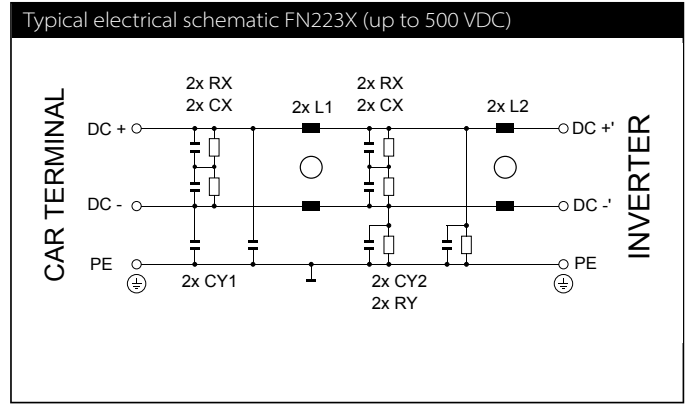 Typical electrical schematic FN223X (up to 500 VDC)
2x RX
2x CX
2x L1
2x RX
2x CX
2x L2
CAR TERMINAL
DC +
DC +'
DC -
DC -'
INVERTER
PE
2x CY1
2x CY2
2x RY
PE